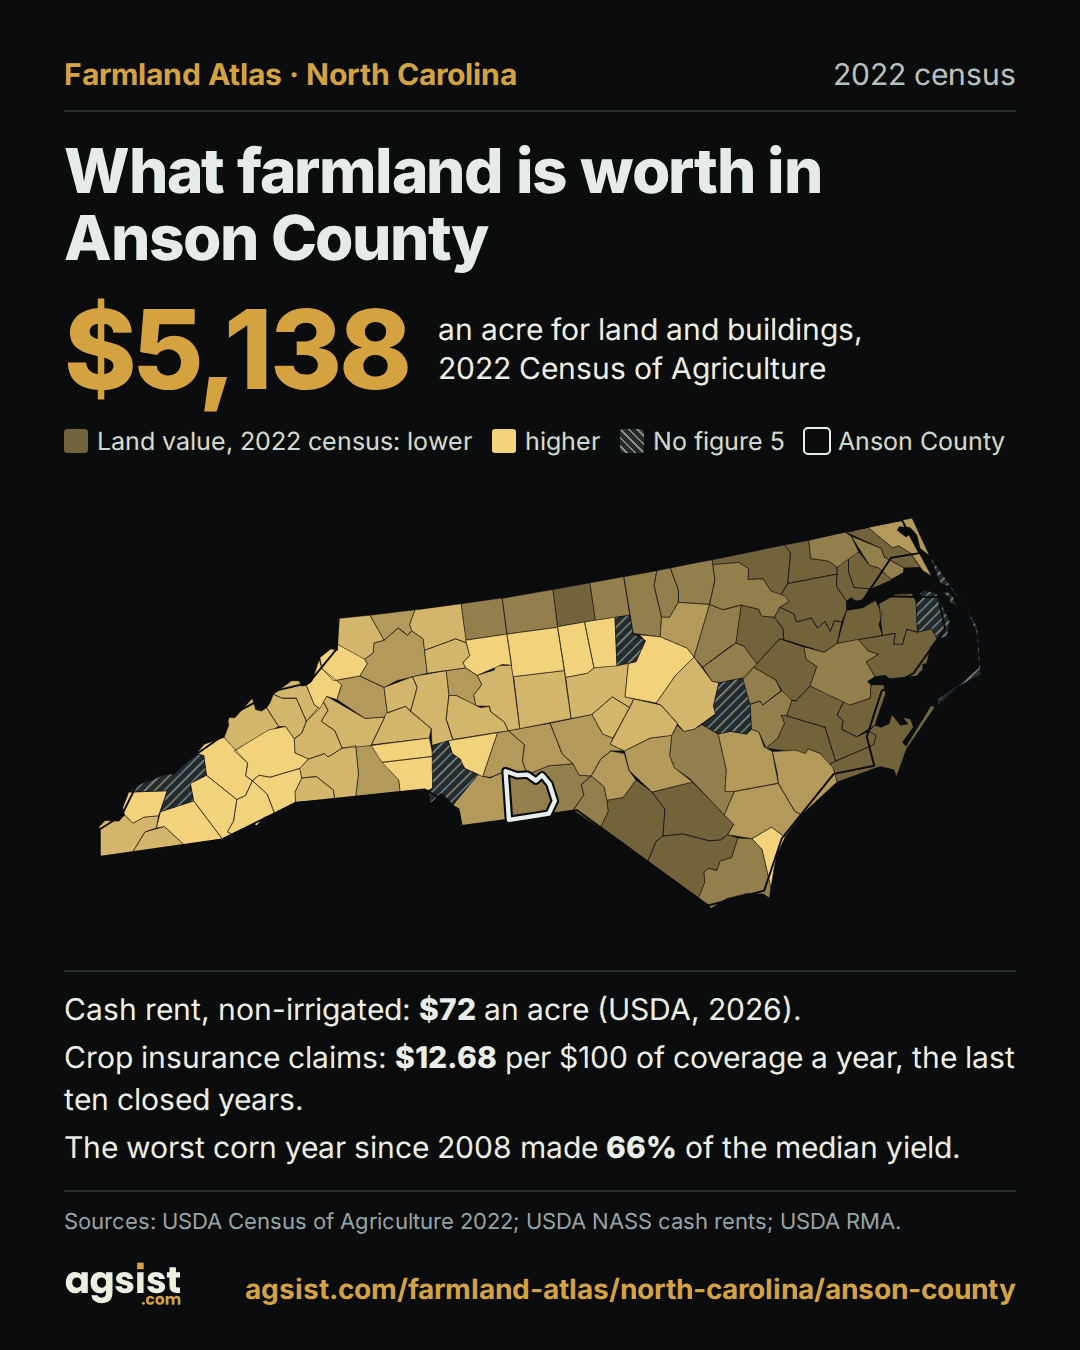 Farmland Atlas · North Carolina
2022 census
What farmland is worth in
Anson County
$5,138
an acre for land and buildings,
2022 Census of Agriculture
Land value, 2022 census: lower
higher
No figure 5
Anson County
Cash rent, non-irrigated: $72 an acre (USDA, 2026).
Crop insurance claims: $12.68 per $100 of coverage a year, the last
ten closed years.
The worst corn year since 2008 made 66% of the median yield.
Sources: USDA Census of Agriculture 2022; USDA NASS cash rents; USDA RMA.
agsist
.com
agsist.com/farmland-atlas/north-carolina/anson-county